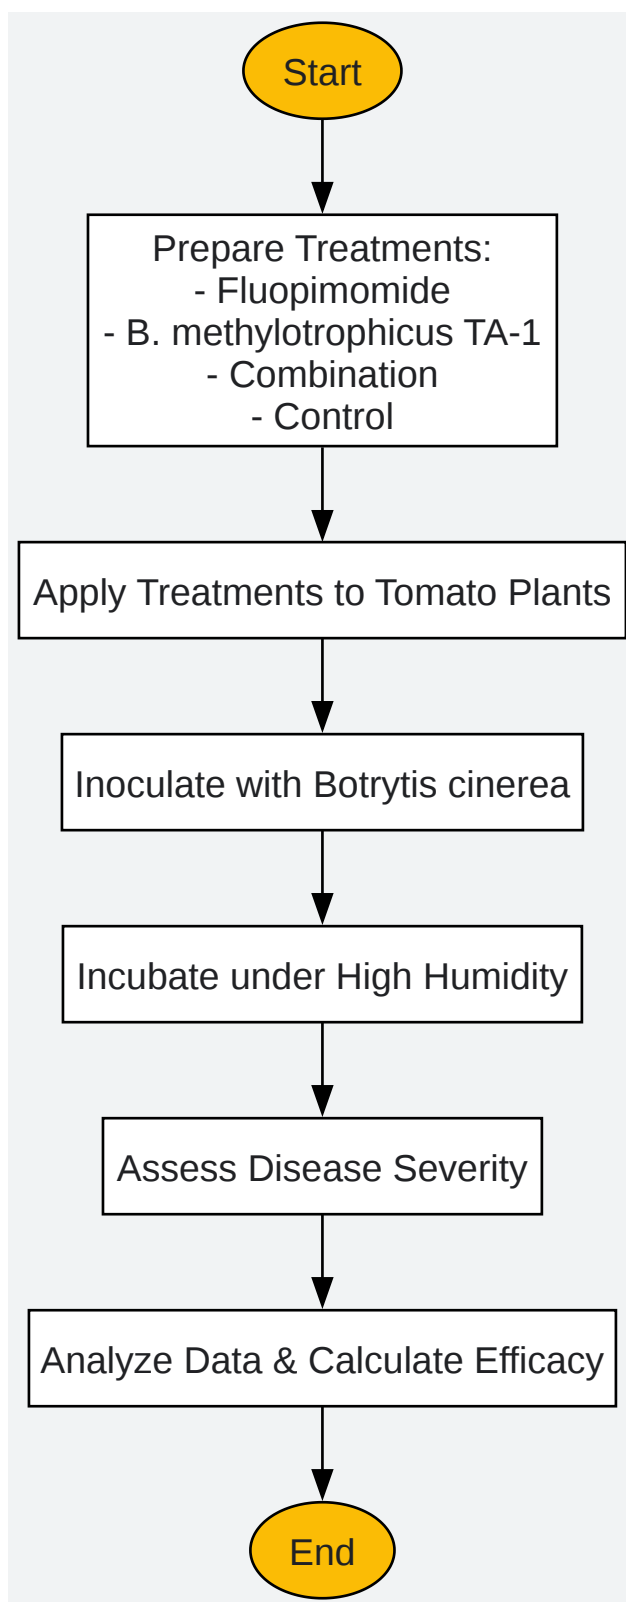 Start
Prepare Treatments:
- Fluopimomide
- B. methylotrophicus TA-1
- Combination
- Control
Apply Treatments to Tomato Plants
Inoculate with Botrytis cinerea
Incubate under High Humidity
Assess Disease Severity
Analyze Data & Calculate Efficacy
End